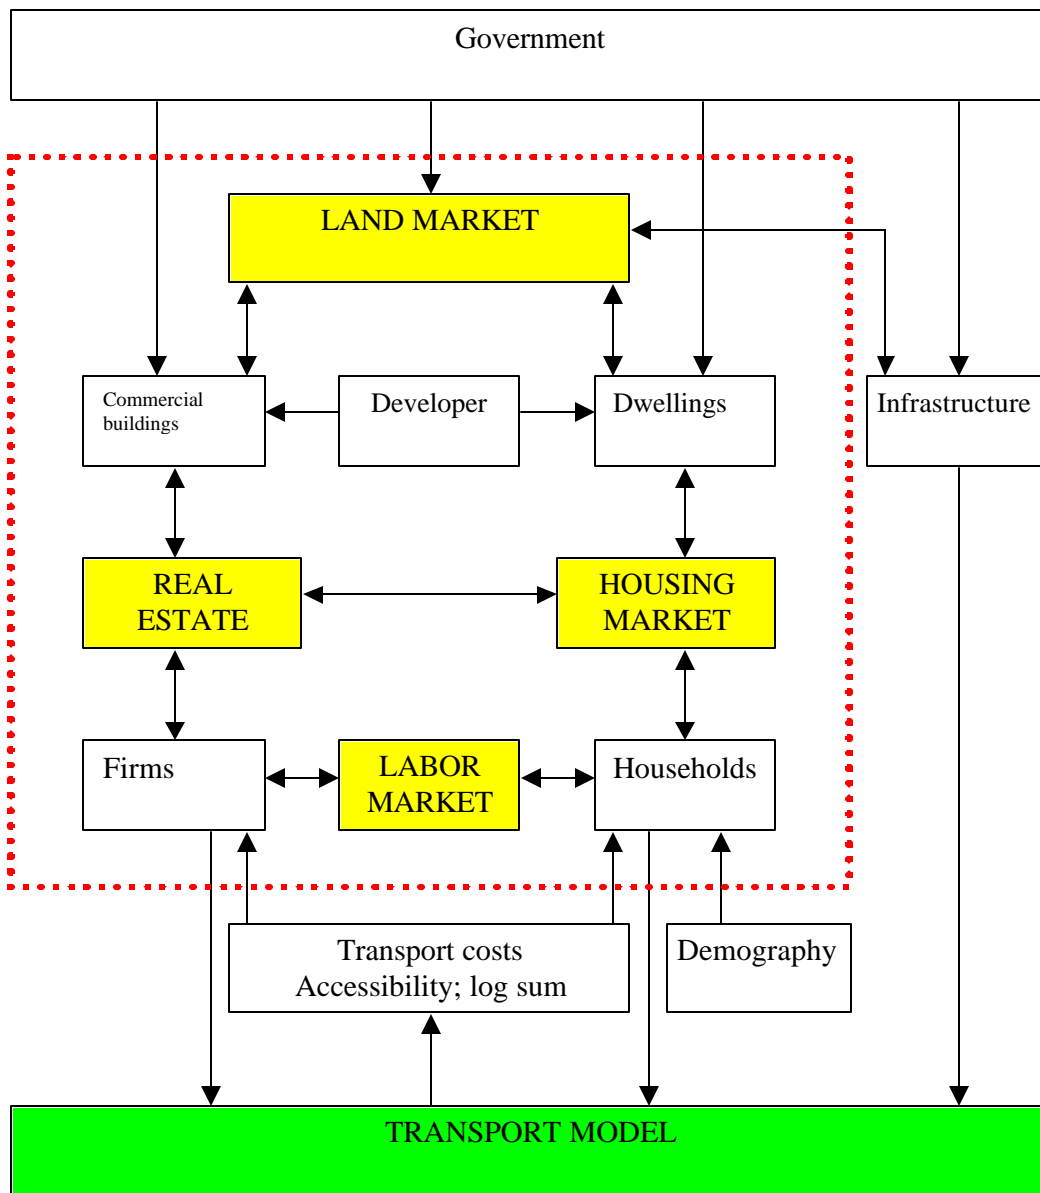 Government
LAND MARKET
Commercial
buildings
Developer
Dwellings
Infrastructure
REAL
ESTATE
HOUSING
MARKET
Firms
LABOR
MARKET
Households
Transport costs
Accessibility; log sum
Demography
TRANSPORT MODEL